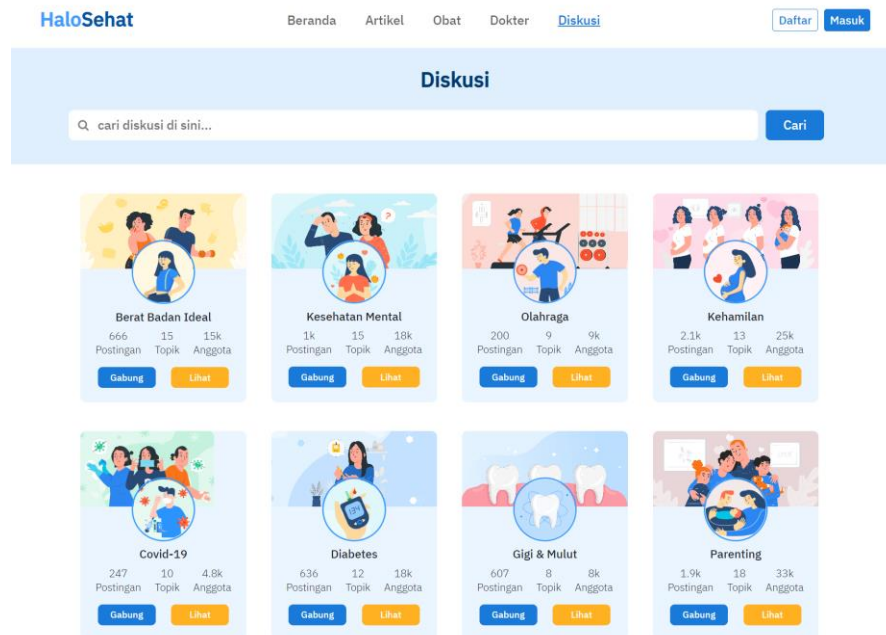 HaloSehat Beranda Artikel Obat Dokter Diskusi Daftar Masuk
Diskusi
cari diskusi di sini... Cari
Berat Badan Ideal Kesehatan Mental Olahraga Kehamilan
666 15 15k 1k 15 18k 200 9 9k 2.1k 13 25k
Postingan Topik Anggota Postingan Topik Anggota Postingan Topik Anggota Postingan Topik Anggota
Gabung Lihat Gabung Lihat Gabung Lihat Gabung Lihat
Covid-19 Diabetes Gigi & Mulut Parenting
247 10 4.8k 636 12 18k 607 8 8k 1.9k 18 33k
Postingan Topik Anggota Postingan Topik Anggota Postingan Topik Anggota Postingan Topik Anggota
Gabung Lihat Gabung Lihat Gabung Lihat Gabung Lihat